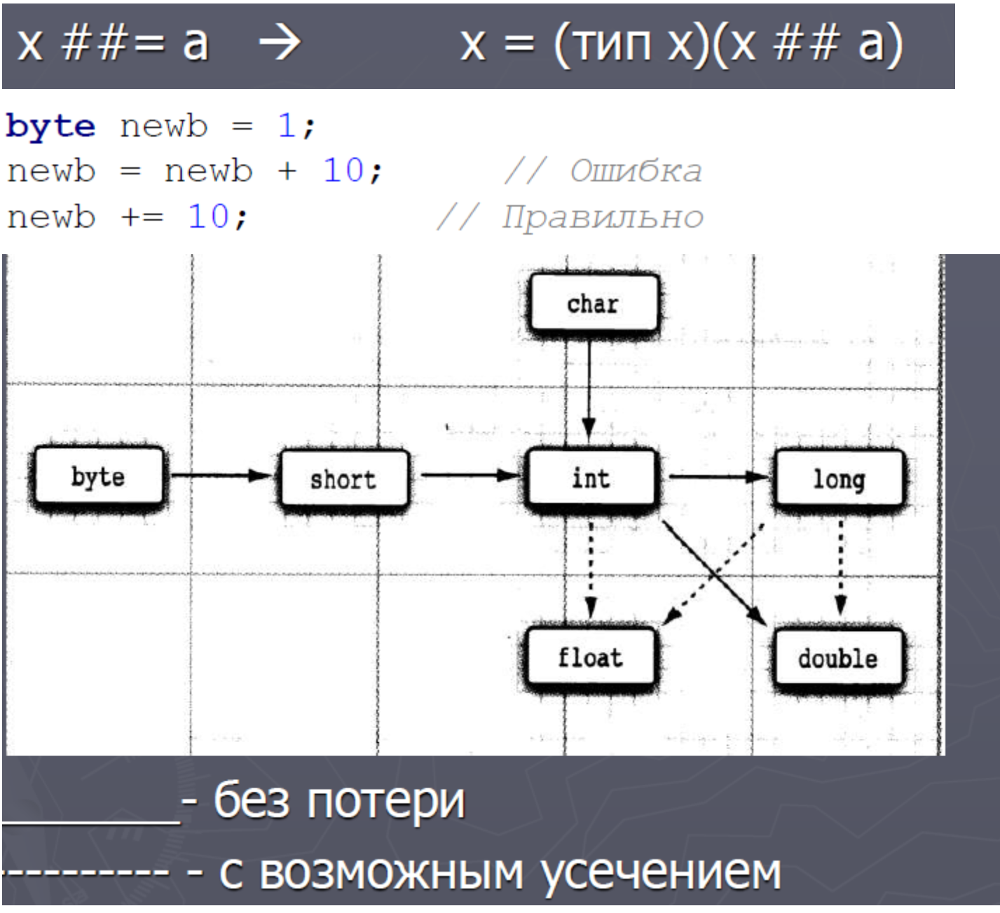 x ##= a → x = (тип x)(x ## a)
byte newb = 1;
newb = newb + 10; // Ошибка
newb += 10; // Правильно
char
byte short int long
float double
_________- без потери
---------- - с возможным усечением